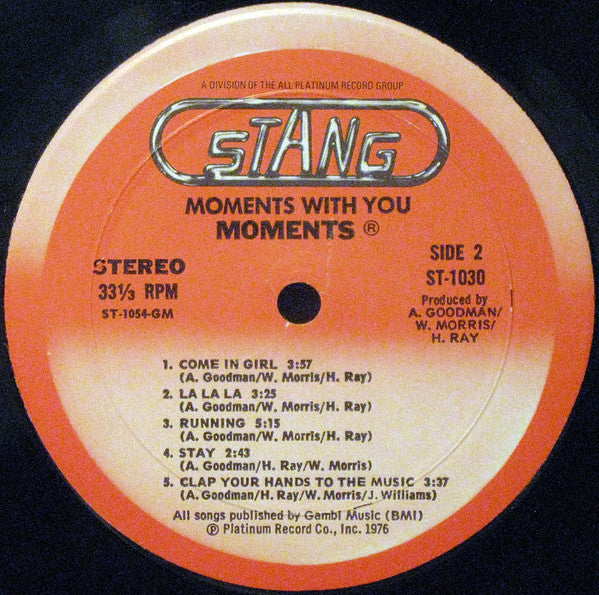 A DIVISION OF THE ALL PLATINUM RECORD GROUP
STANG
MOMENTS WITH YOU
MOMENTS ®
STEREO
33⅓ RPM
ST-1054-GM
SIDE 2
ST-1030
Produced by
A. GOODMAN/
W. MORRIS/
H. RAY
1. COME IN GIRL 3:57
(A. Goodman/W. Morris/H. Ray)
2. LA LA LA 3:25
(A. Goodman/W. Morris/H. Ray)
3. RUNNING 5:15
(A. Goodman/W. Morris/H. Ray)
4. STAY 2:43
(A. Goodman/H. Ray/W. Morris)
5. CLAP YOUR HANDS TO THE MUSIC 3:37
(A. Goodman/H. Ray/W. Morris/J. Williams)
All songs published by Gambi Music (BMI)
℗ Platinum Record Co., Inc. 1976